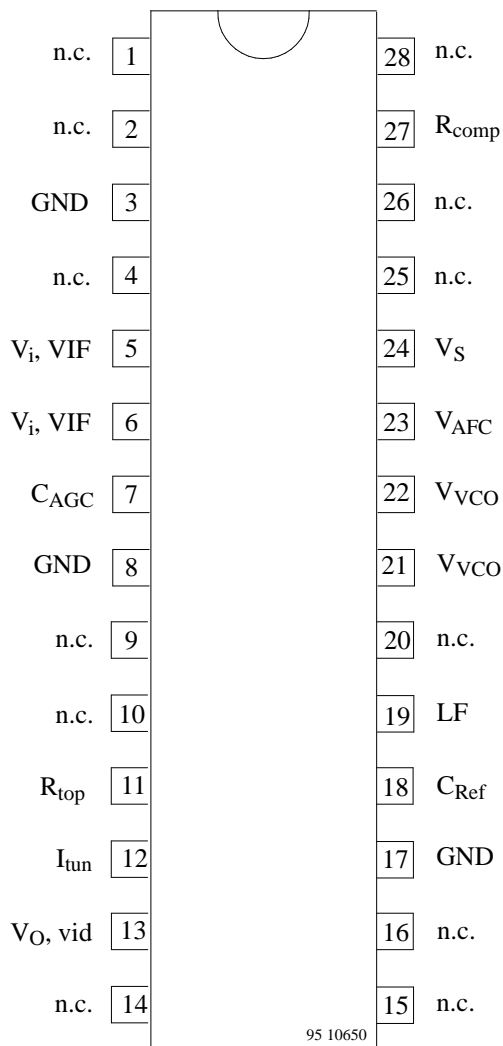 n.c. 1 28 n.c.
n.c. 2 27 Rcomp
GND 3 26 n.c.
n.c. 4 25 n.c.
Vi, VIF 5 24 VS
Vi, VIF 6 23 VAFC
CAGC 7 22 VVCO
GND 8 21 VVCO
n.c. 9 20 n.c.
n.c. 10 19 LF
Rtop 11 18 CRef
Itun 12 17 GND
VO, vid 13 16 n.c.
n.c. 14 15 n.c.
95 10650